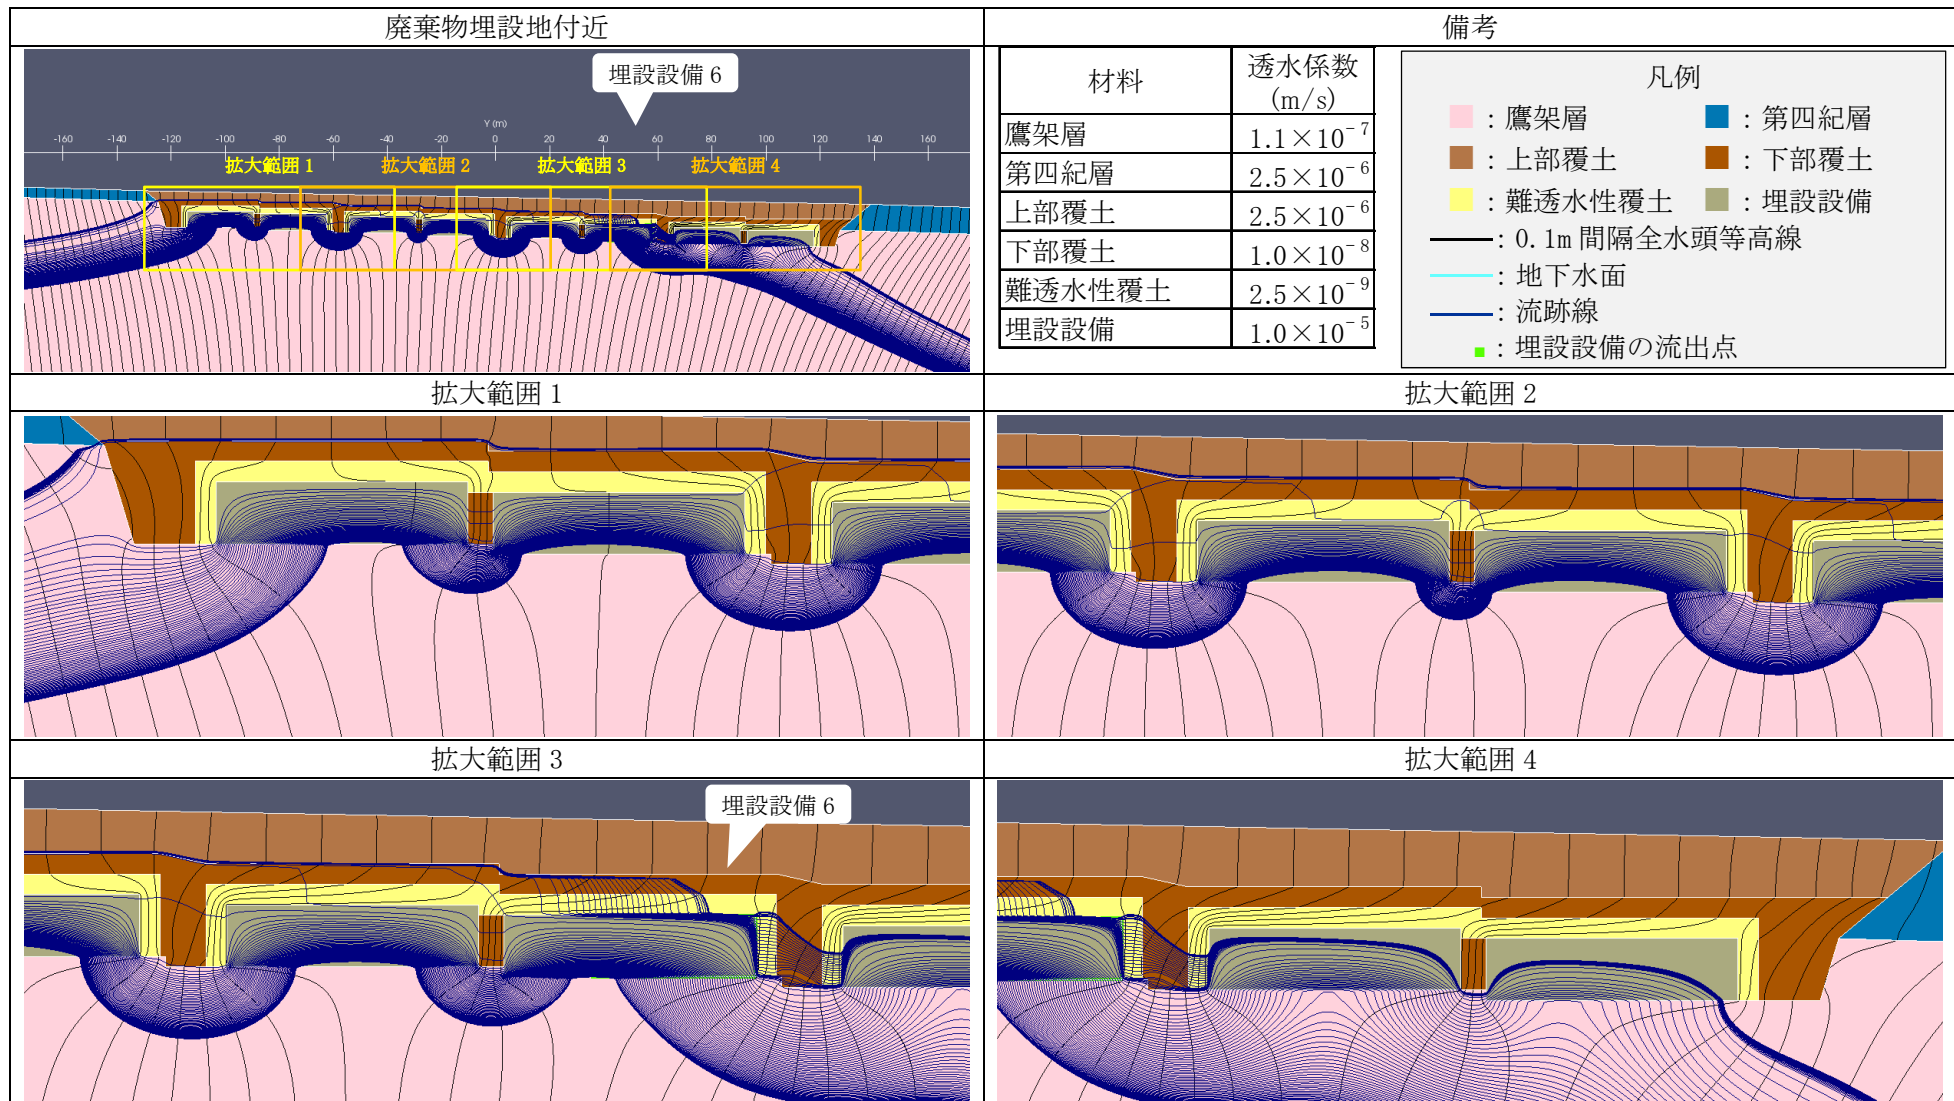 廃棄物埋設地付近
備考
埋設設備 6
Y (m)
-160 -140 -120 -100 -80 -60 -40 -20 0 20 40 60 80 100 120 140 160
拡大範囲 1 拡大範囲 2 拡大範囲 3 拡大範囲 4
材料 透水係数 (m/s)
鷹架層 1.1×10⁻⁷
第四紀層 2.5×10⁻⁶
上部覆土 2.5×10⁻⁶
下部覆土 1.0×10⁻⁸
難透水性覆土 2.5×10⁻⁹
埋設設備 1.0×10⁻⁵
凡例
：鷹架層 ：第四紀層
：上部覆土 ：下部覆土
：難透水性覆土 ：埋設設備
：0.1m 間隔全水頭等高線
：地下水面
：流跡線
：埋設設備の流出点
拡大範囲 1
拡大範囲 2
拡大範囲 3
拡大範囲 4
埋設設備 6